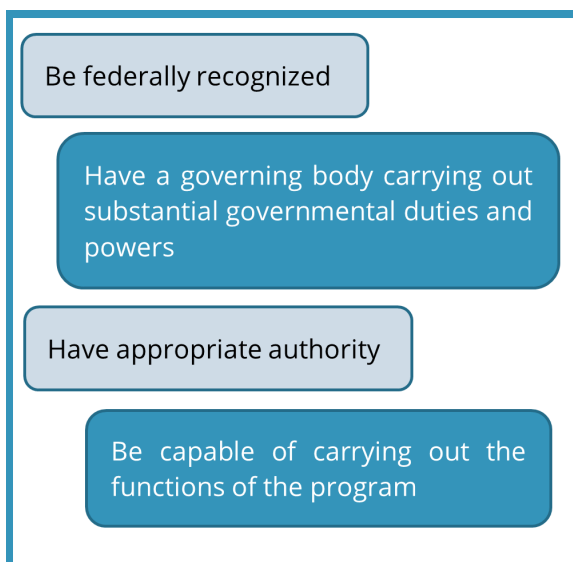 Be federally recognized
Have a governing body carrying out
substantial governmental duties and
powers
Have appropriate authority
Be capable of carrying out the
functions of the program